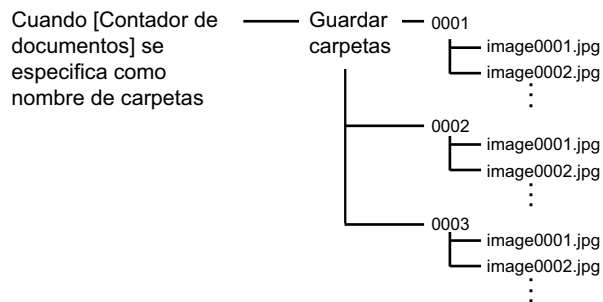 Cuando [Contador de
documentos] se
especifica como
nombre de carpetas
Guardar
carpetas
0001
image0001.jpg
image0002.jpg
0002
image0001.jpg
image0002.jpg
0003
image0001.jpg
image0002.jpg